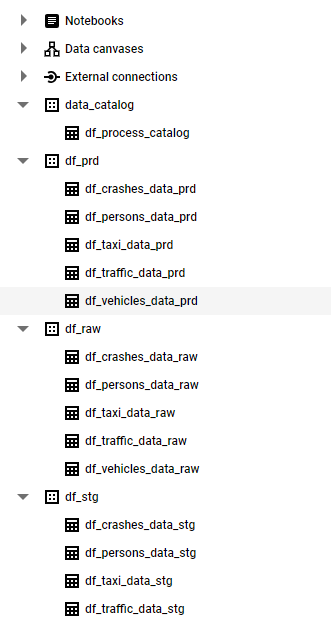 Notebooks
Data canvases
External connections
data_catalog
df_process_catalog
df_prd
df_crashes_data_prd
df_persons_data_prd
df_taxi_data_prd
df_traffic_data_prd
df_vehicles_data_prd
df_raw
df_crashes_data_raw
df_persons_data_raw
df_taxi_data_raw
df_traffic_data_raw
df_vehicles_data_raw
df_stg
df_crashes_data_stg
df_persons_data_stg
df_taxi_data_stg
df_traffic_data_stg